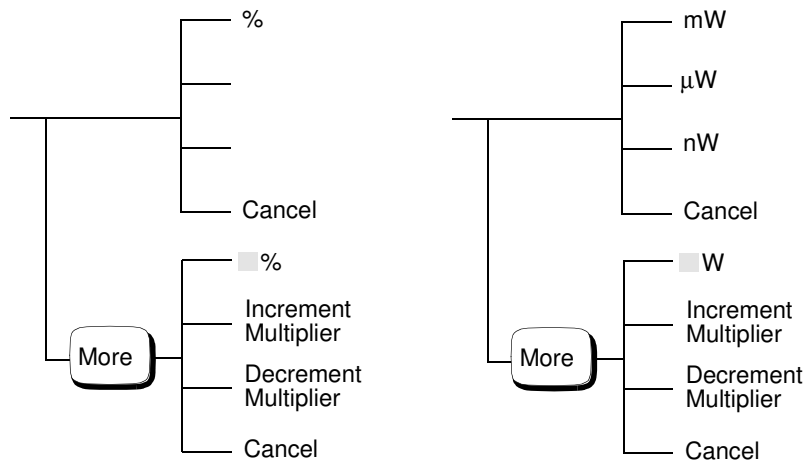 %
Cancel
More
%
Increment
Multiplier
Decrement
Multiplier
Cancel
mW
μW
nW
Cancel
More
W
Increment
Multiplier
Decrement
Multiplier
Cancel